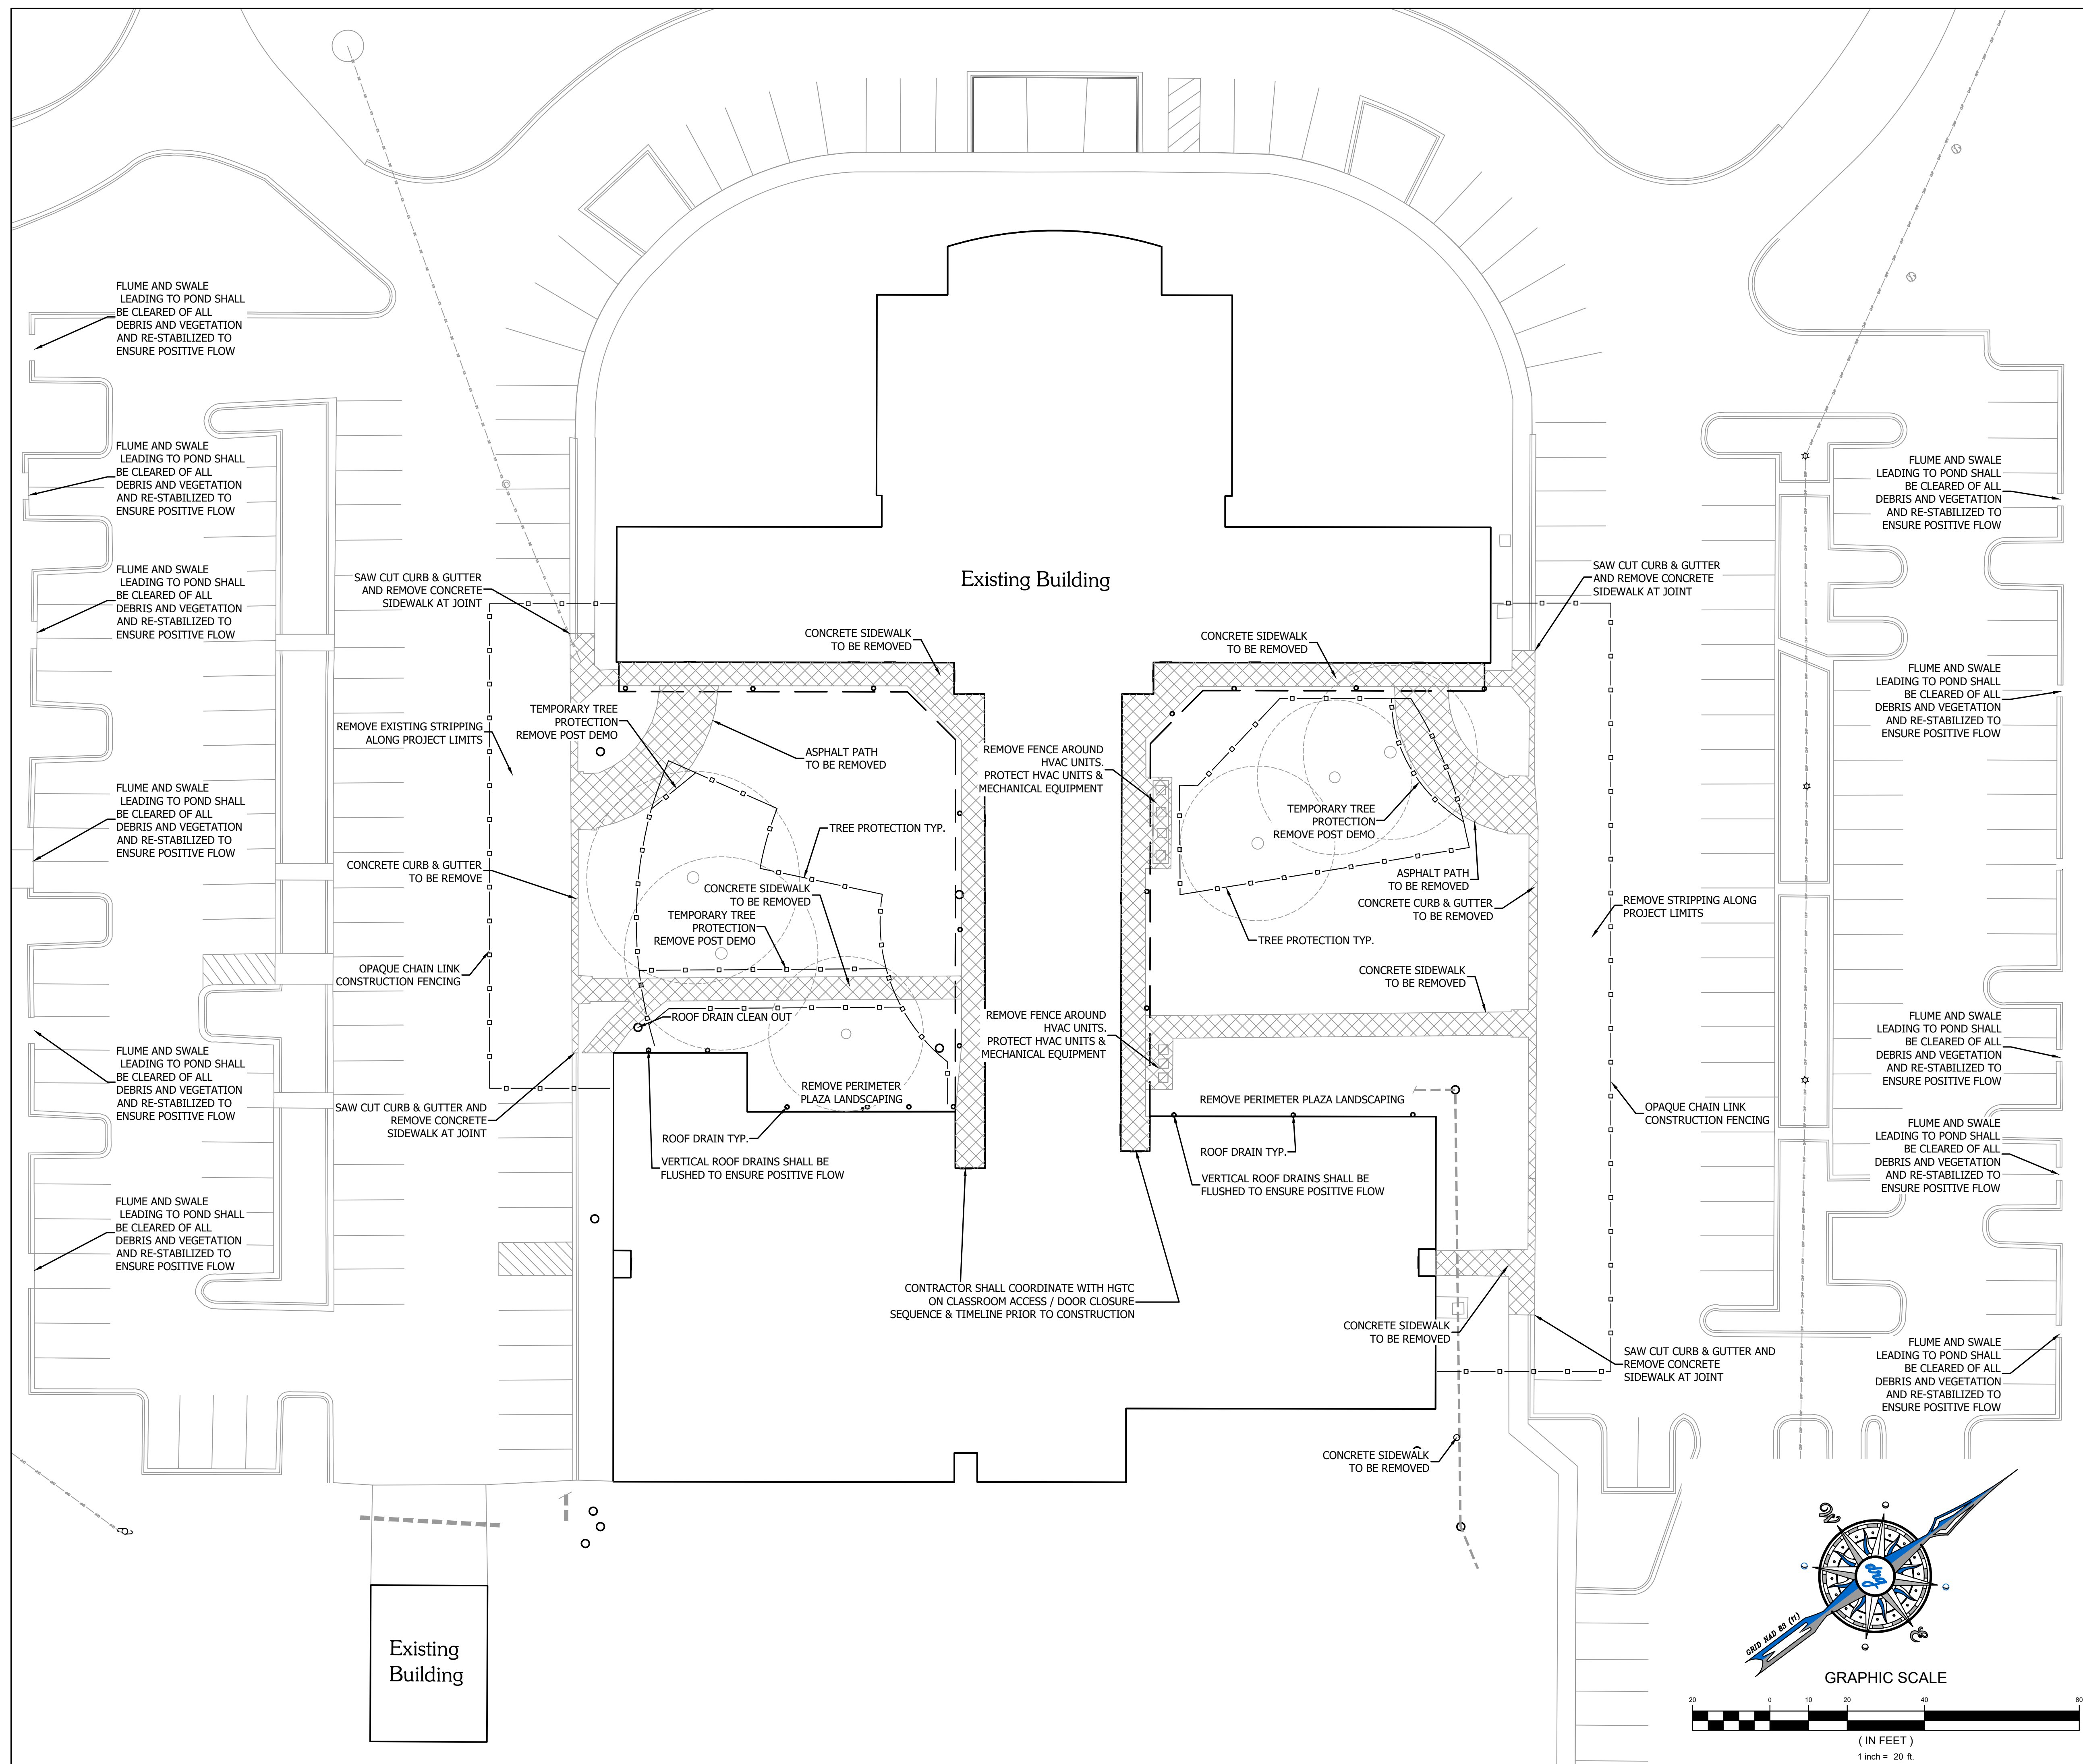 FLUME AND SWALE
LEADING TO POND SHALL
BE CLEARED OF ALL
DEBRIS AND VEGETATION
AND RE-STABILIZED TO
ENSURE POSITIVE FLOW
FLUME AND SWALE
LEADING TO POND SHALL
BE CLEARED OF ALL
DEBRIS AND VEGETATION
AND RE-STABILIZED TO
ENSURE POSITIVE FLOW
FLUME AND SWALE
LEADING TO POND SHALL
BE CLEARED OF ALL
DEBRIS AND VEGETATION
AND RE-STABILIZED TO
ENSURE POSITIVE FLOW
FLUME AND SWALE
LEADING TO POND SHALL
BE CLEARED OF ALL
DEBRIS AND VEGETATION
AND RE-STABILIZED TO
ENSURE POSITIVE FLOW
FLUME AND SWALE
LEADING TO POND SHALL
BE CLEARED OF ALL
DEBRIS AND VEGETATION
AND RE-STABILIZED TO
ENSURE POSITIVE FLOW
FLUME AND SWALE
LEADING TO POND SHALL
BE CLEARED OF ALL
DEBRIS AND VEGETATION
AND RE-STABILIZED TO
ENSURE POSITIVE FLOW
SAW CUT CURB & GUTTER
AND REMOVE CONCRETE
SIDEWALK AT JOINT
REMOVE EXISTING STRIPPING
ALONG PROJECT LIMITS
CONCRETE CURB & GUTTER
TO BE REMOVE
OPAQUE CHAIN LINK
CONSTRUCTION FENCING
SAW CUT CURB & GUTTER AND
REMOVE CONCRETE
SIDEWALK AT JOINT
Existing Building
CONCRETE SIDEWALK
TO BE REMOVED
TEMPORARY TREE
PROTECTION
REMOVE POST DEMO
ASPHALT PATH
TO BE REMOVED
TREE PROTECTION TYP.
CONCRETE SIDEWALK
TO BE REMOVED
TEMPORARY TREE
PROTECTION
REMOVE POST DEMO
ROOF DRAIN CLEAN OUT
REMOVE PERIMETER
PLAZA LANDSCAPING
ROOF DRAIN TYP.
VERTICAL ROOF DRAINS SHALL BE
FLUSHED TO ENSURE POSITIVE FLOW
CONCRETE SIDEWALK
TO BE REMOVED
REMOVE FENCE AROUND
HVAC UNITS.
PROTECT HVAC UNITS &
MECHANICAL EQUIPMENT
TEMPORARY TREE
PROTECTION
REMOVE POST DEMO
ASPHALT PATH
TO BE REMOVED
CONCRETE CURB & GUTTER
TO BE REMOVED
TREE PROTECTION TYP.
CONCRETE SIDEWALK
TO BE REMOVED
REMOVE FENCE AROUND
HVAC UNITS.
PROTECT HVAC UNITS &
MECHANICAL EQUIPMENT
REMOVE PERIMETER PLAZA LANDSCAPING
ROOF DRAIN TYP.
VERTICAL ROOF DRAINS SHALL BE
FLUSHED TO ENSURE POSITIVE FLOW
CONTRACTOR SHALL COORDINATE WITH HGTC
ON CLASSROOM ACCESS / DOOR CLOSURE
SEQUENCE & TIMELINE PRIOR TO CONSTRUCTION
CONCRETE SIDEWALK
TO BE REMOVED
CONCRETE SIDEWALK
TO BE REMOVED
SAW CUT CURB & GUTTER
AND REMOVE CONCRETE
SIDEWALK AT JOINT
REMOVE STRIPPING ALONG
PROJECT LIMITS
OPAQUE CHAIN LINK
CONSTRUCTION FENCING
SAW CUT CURB & GUTTER AND
REMOVE CONCRETE
SIDEWALK AT JOINT
FLUME AND SWALE
LEADING TO POND SHALL
BE CLEARED OF ALL
DEBRIS AND VEGETATION
AND RE-STABILIZED TO
ENSURE POSITIVE FLOW
FLUME AND SWALE
LEADING TO POND SHALL
BE CLEARED OF ALL
DEBRIS AND VEGETATION
AND RE-STABILIZED TO
ENSURE POSITIVE FLOW
FLUME AND SWALE
LEADING TO POND SHALL
BE CLEARED OF ALL
DEBRIS AND VEGETATION
AND RE-STABILIZED TO
ENSURE POSITIVE FLOW
FLUME AND SWALE
LEADING TO POND SHALL
BE CLEARED OF ALL
DEBRIS AND VEGETATION
AND RE-STABILIZED TO
ENSURE POSITIVE FLOW
FLUME AND SWALE
LEADING TO POND SHALL
BE CLEARED OF ALL
DEBRIS AND VEGETATION
AND RE-STABILIZED TO
ENSURE POSITIVE FLOW
Existing
Building
GRID NAD 83 (11)
GRAPHIC SCALE
20 0 10 20 40 80
( IN FEET )
1 inch = 20 ft.